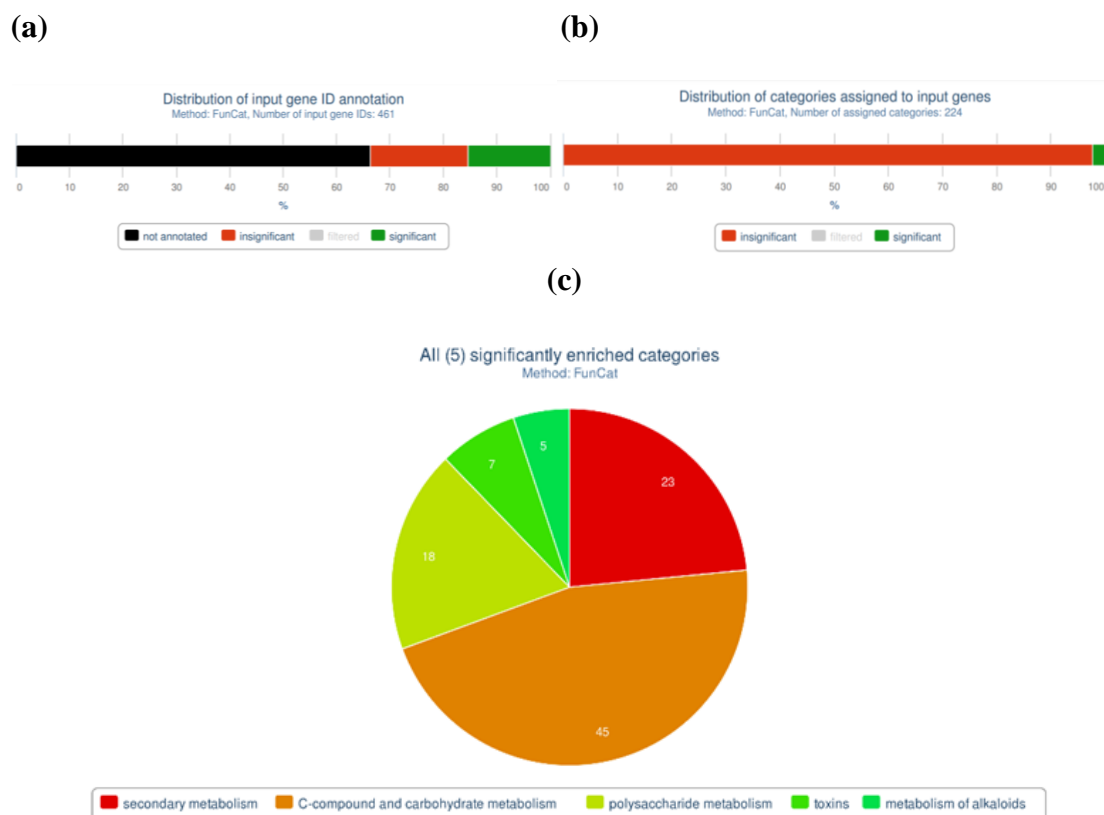 (a)
(b)
Distribution of input gene ID annotation
Method: FunCat, Number of input gene IDs: 461
0 10 20 30 40 50 60 70 80 90 100
%
not annotated insignificant filtered significant
Distribution of categories assigned to input genes
Method: FunCat, Number of assigned categories: 224
0 10 20 30 40 50 60 70 80 90 100
%
insignificant filtered significant
(c)
All (5) significantly enriched categories
Method: FunCat
5
7
23
18
45
secondary metabolism C-compound and carbohydrate metabolism polysaccharide metabolism toxins metabolism of alkaloids